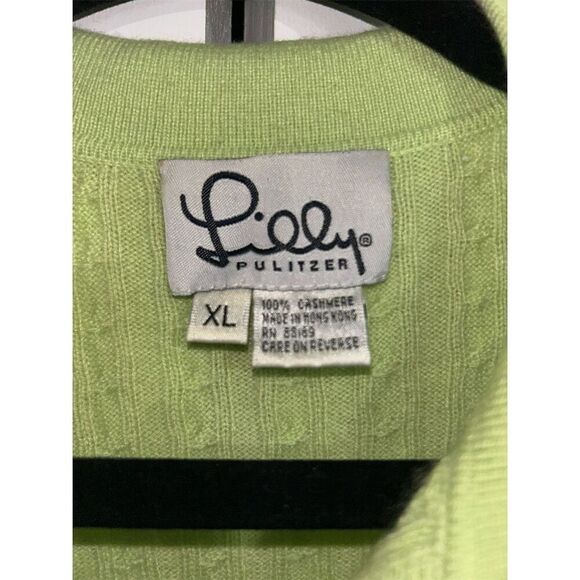 Lilly®
PULITZER
XL
100% CASHMERE
MADE IN HONG KONG
RN 88169
CARE ON REVERSE